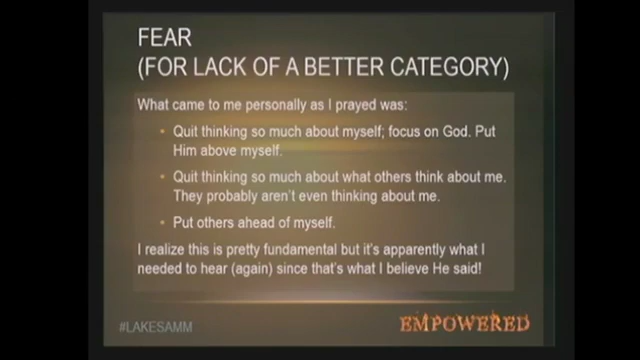 FEAR
(FOR LACK OF A BETTER CATEGORY)
What came to me personally as I prayed was:
• Quit thinking so much about myself; focus on God. Put
Him above myself.
• Quit thinking so much about what others think about me.
They probably aren't even thinking about me.
• Put others ahead of myself.
I realize this is pretty fundamental but it's apparently what I
needed to hear (again) since that's what I believe He said!
#LAKESAMM
EMPOWERED